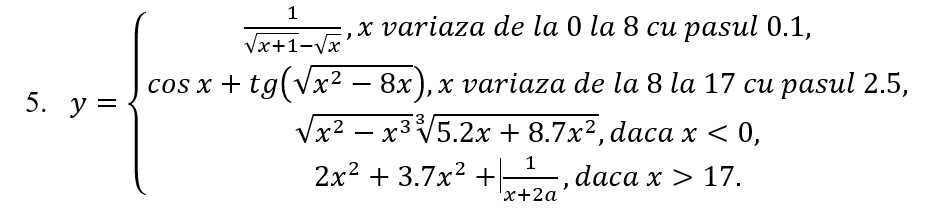 5. y = { 1/(√(x+1)−√x), x variaza de la 0 la 8 cu pasul 0.1,
cos x + tg(√(x² − 8x)), x variaza de la 8 la 17 cu pasul 2.5,
√(x² − x³) ∛(5.2x + 8.7x²), daca x < 0,
2x² + 3.7x² + 1/(x+2a), daca x > 17.